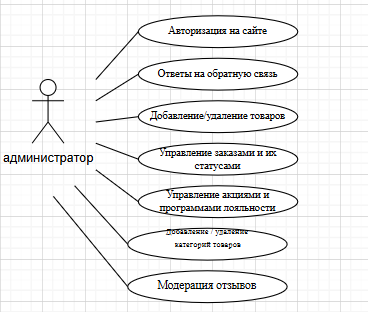 Авторизация на сайте
Ответы на обратную связь
Добавление/удаление товаров
администратор
Управление заказами и их
статусами
Управление акциями и
программами лояльности
Добавление / удаление
категорий товаров
Модерация отзывов